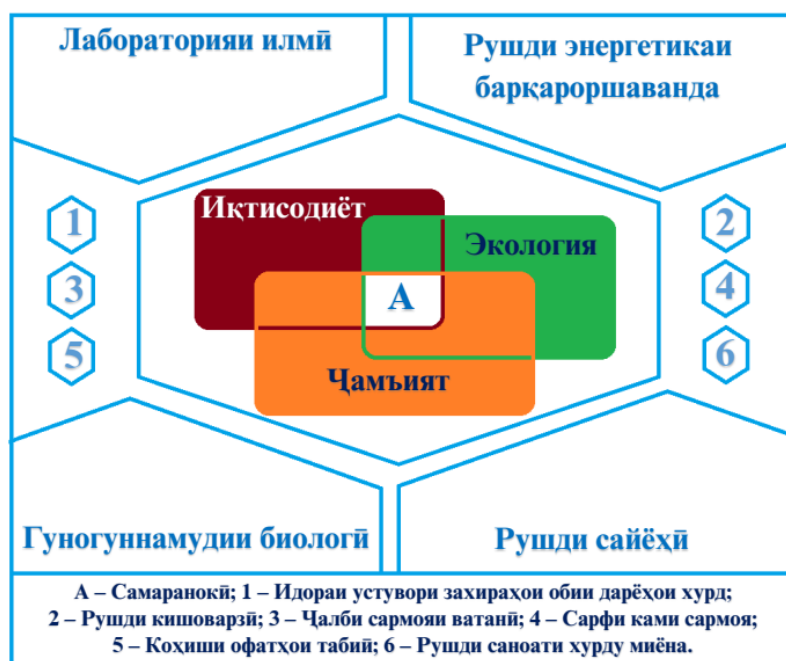 Лабораторияи илмӣ
Рушди энергетикаи
барқароршаванда
1
3
5
Иқтисодиёт
Экология
А
Ҷамъият
2
4
6
Гуногуннамудии биологӣ
Рушди сайёҳӣ
А – Самаранокӣ; 1 – Идораи устувори захираҳои обии дарёҳои хурд;
2 – Рушди кишоварзӣ; 3 – Ҷалби сармояи ватанӣ; 4 – Сарфи ками сармоя;
5 – Коҳиши офатҳои табиӣ; 6 – Рушди саноати хурду миёна.